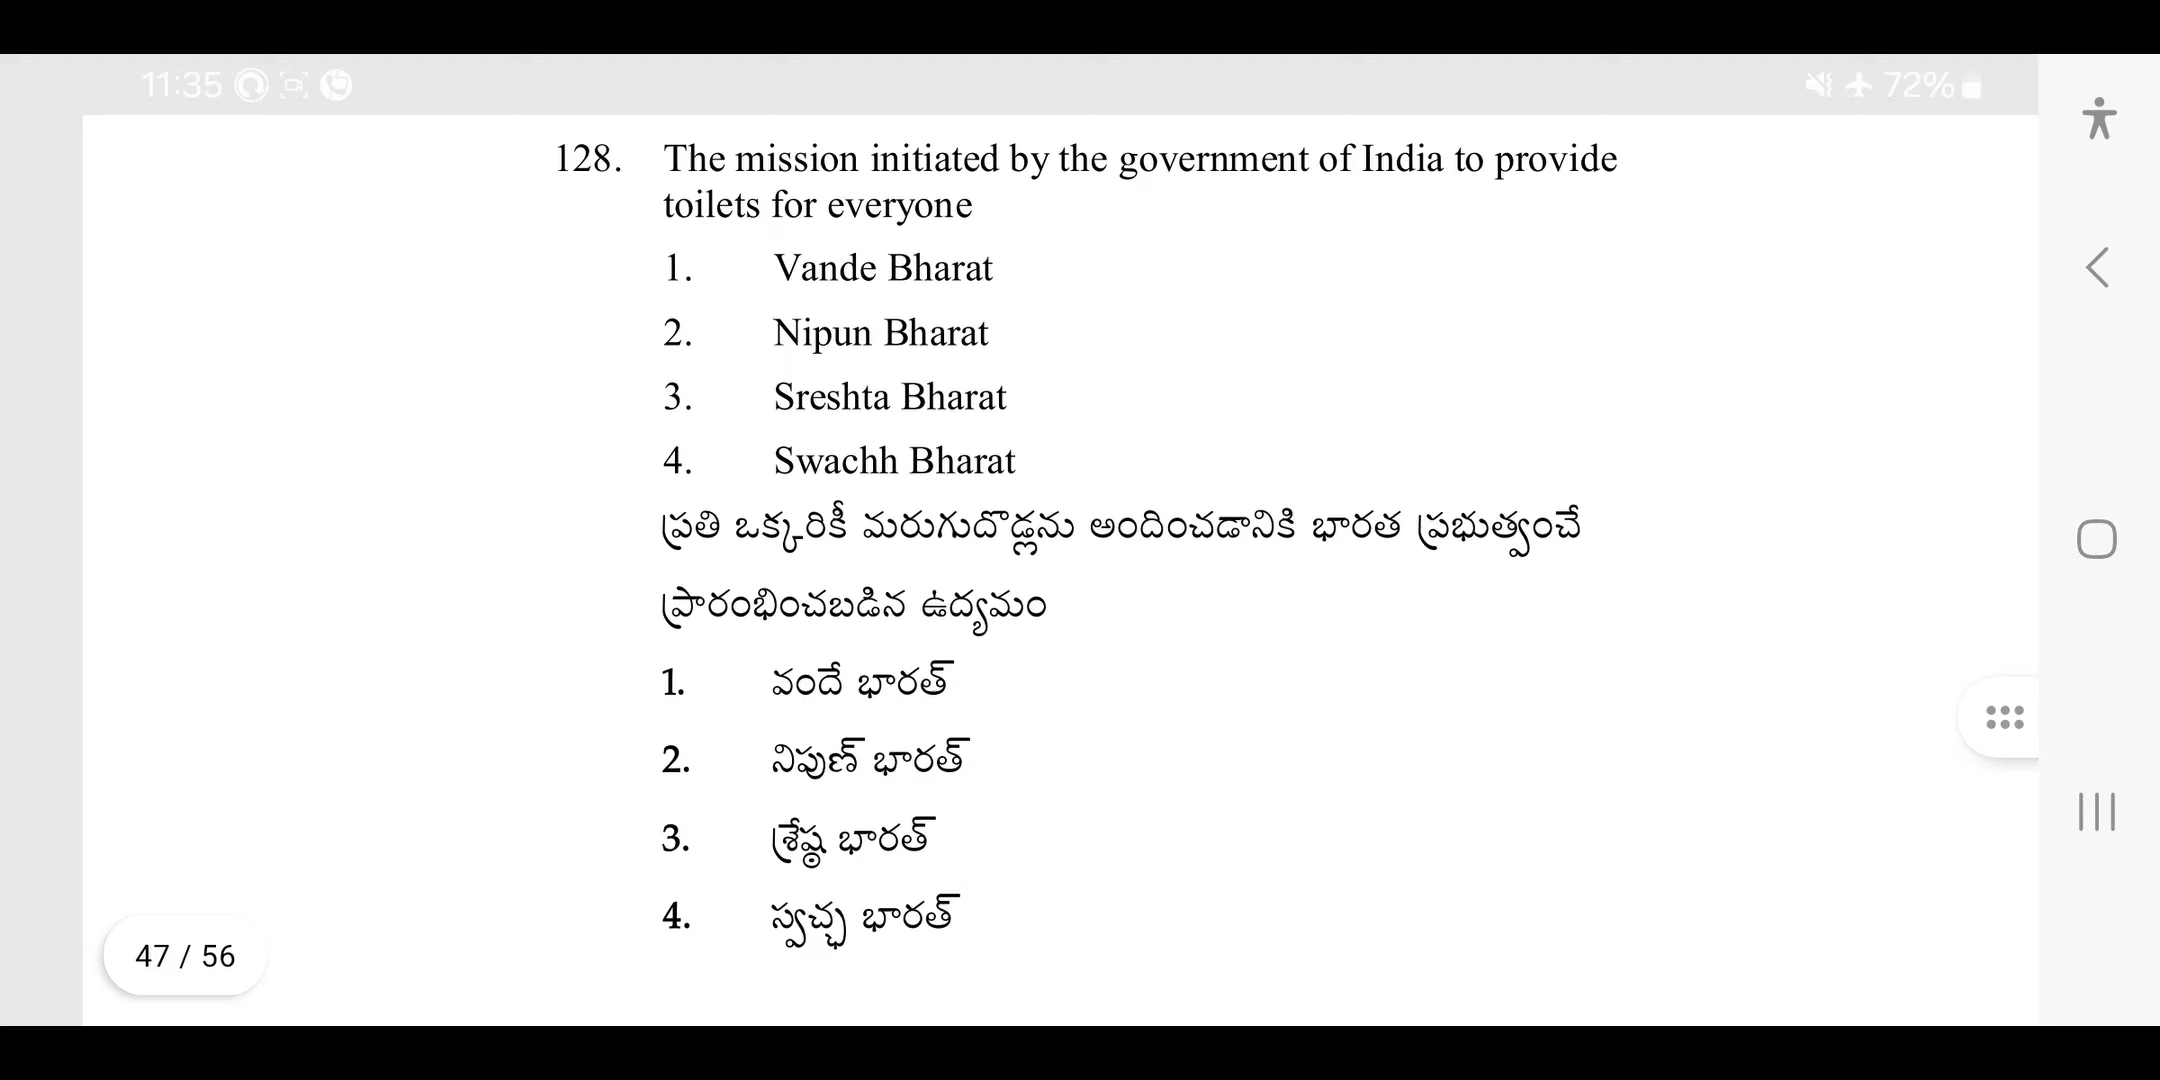 11:35 72%
128. The mission initiated by the government of India to provide
toilets for everyone
1. Vande Bharat
2. Nipun Bharat
3. Sreshta Bharat
4. Swachh Bharat
ప్రతి ఒక్కరికీ మరుగుదొడ్లను అందించడానికి భారత ప్రభుత్వంచే
ప్రారంభించబడిన ఉద్యమం
1. వందే భారత్
2. నిపుణ్ భారత్
3. శ్రేష్ఠ భారత్
4. స్వచ్ఛ భారత్
47 / 56